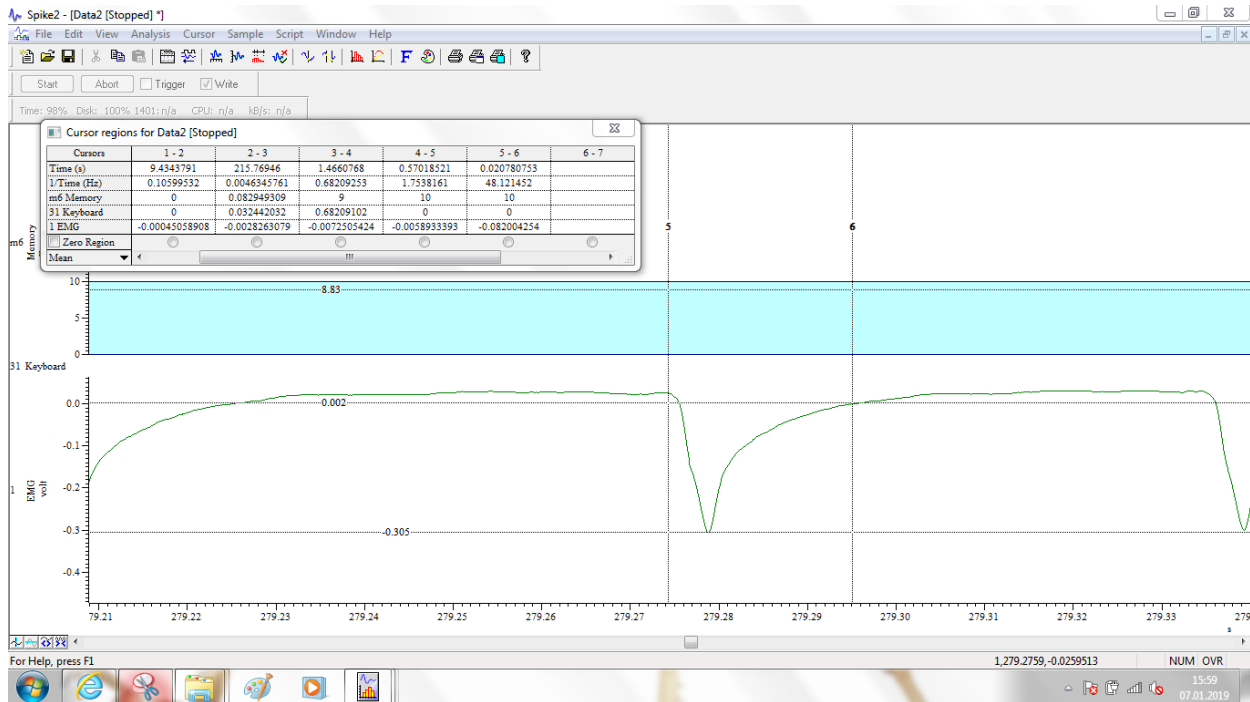 Spike2 - [Data2 [Stopped] *]
File Edit View Analysis Cursor Sample Script Window Help
Start Abort Trigger Write
Time: 98% Disk: 100% 1401: n/a CPU: n/a kB/s: n/a
Cursor regions for Data2 [Stopped]
Cursors 1 - 2 2 - 3 3 - 4 4 - 5 5 - 6 6 - 7
Time (s) 9.4343791 215.76946 1.4660768 0.57018521 0.020780753
1/Time (Hz) 0.10599532 0.0046345761 0.68209253 1.7538161 48.121452
m6 Memory 0 0.082949309 9 10 10
31 Keyboard 0 0.032442032 0.68209102 0 0
1 EMG -0.00045058908 -0.0028263079 -0.0072505424 -0.0058933393 -0.082004254
Zero Region
Mean
5 6
m6 Memory
10
8.83
5
0
31 Keyboard
0.0
0.002
-0.1
1 EMG volt
-0.2
-0.3
-0.305
-0.4
79.21 279.22 279.23 279.24 279.25 279.26 279.27 279.28 279.29 279.30 279.31 279.32 279.33 279
s
For Help, press F1 1,279.2759,-0.0259513 NUM OVR
15:59
07.01.2019